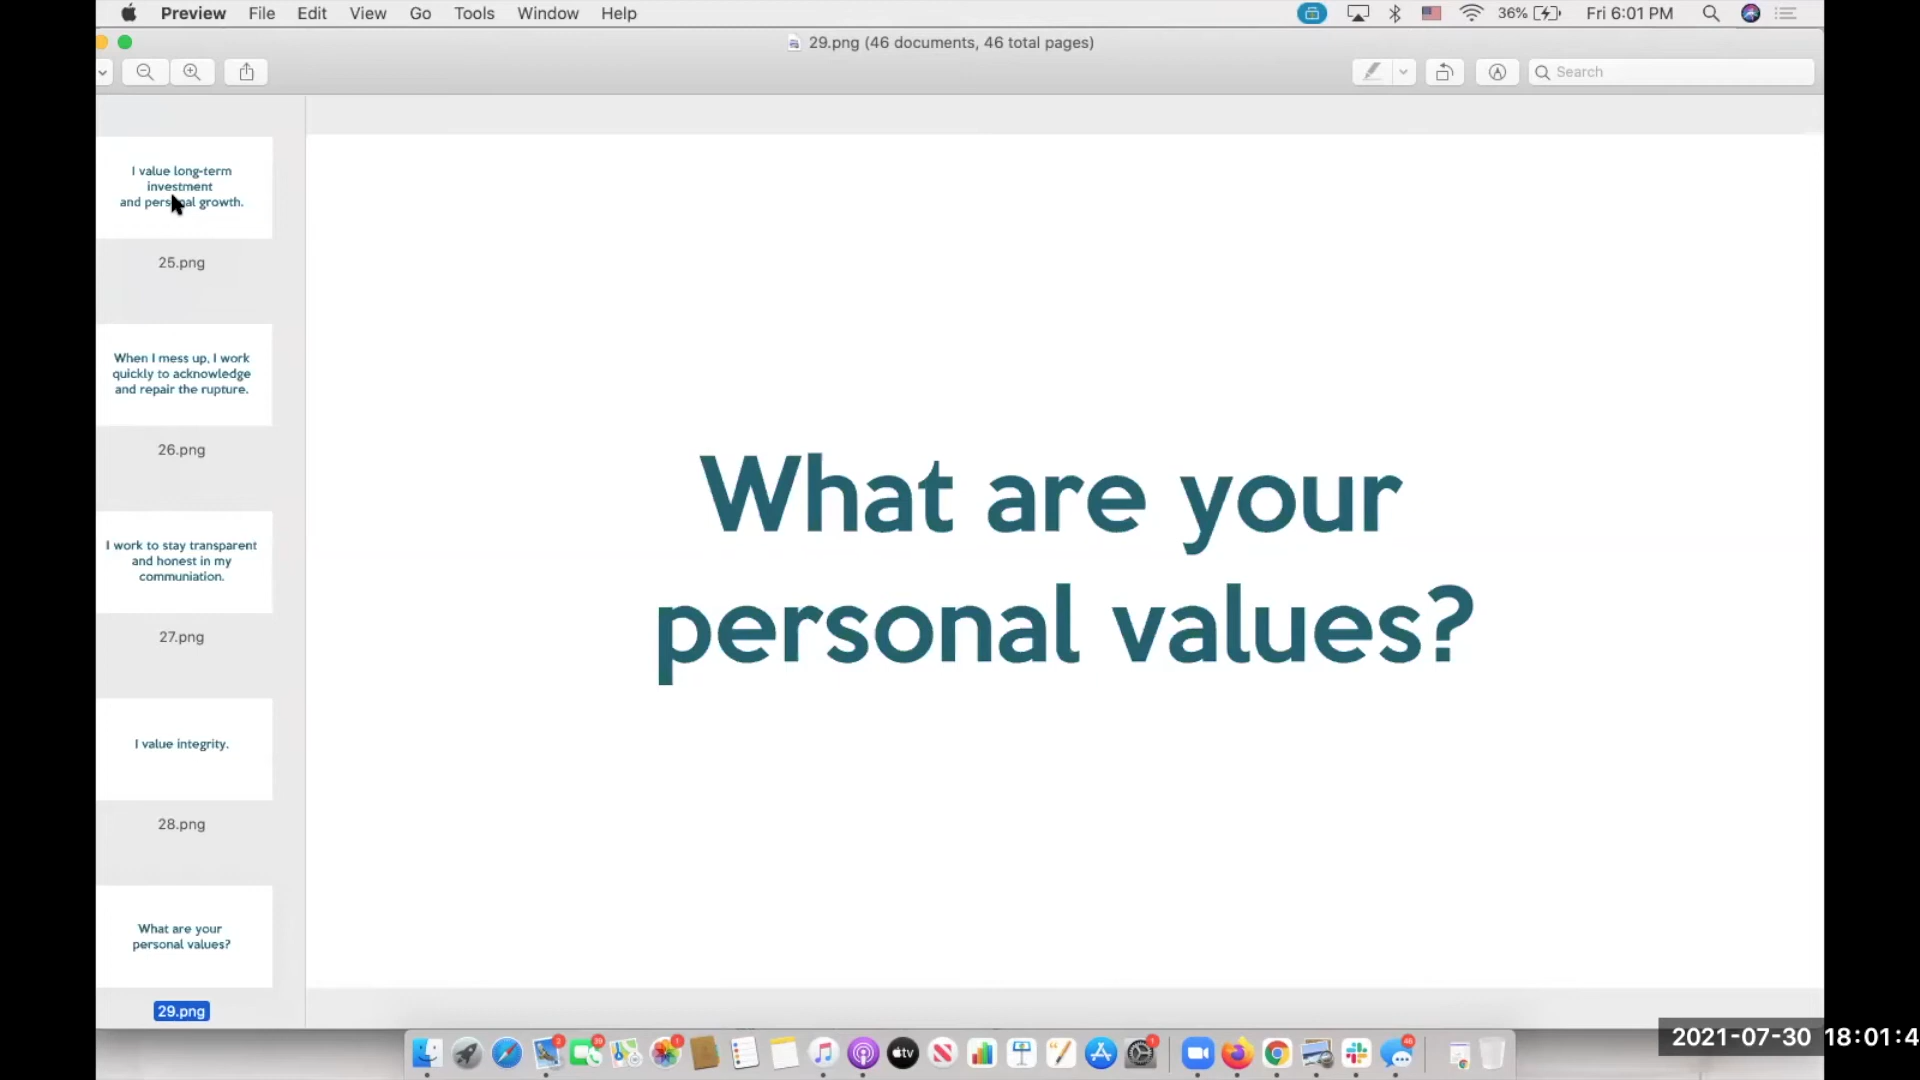 Preview File Edit View Go Tools Window Help
36% Fri 6:01 PM
29.png (46 documents, 46 total pages)
Search
I value long-term
investment
and personal growth.
25.png
When I mess up, I work
quickly to acknowledge
and repair the rupture.
26.png
I work to stay transparent
and honest in my
communiation.
27.png
I value integrity.
28.png
What are your
personal values?
29.png
What are your
personal values?
tv
2021-07-30 18:01:4